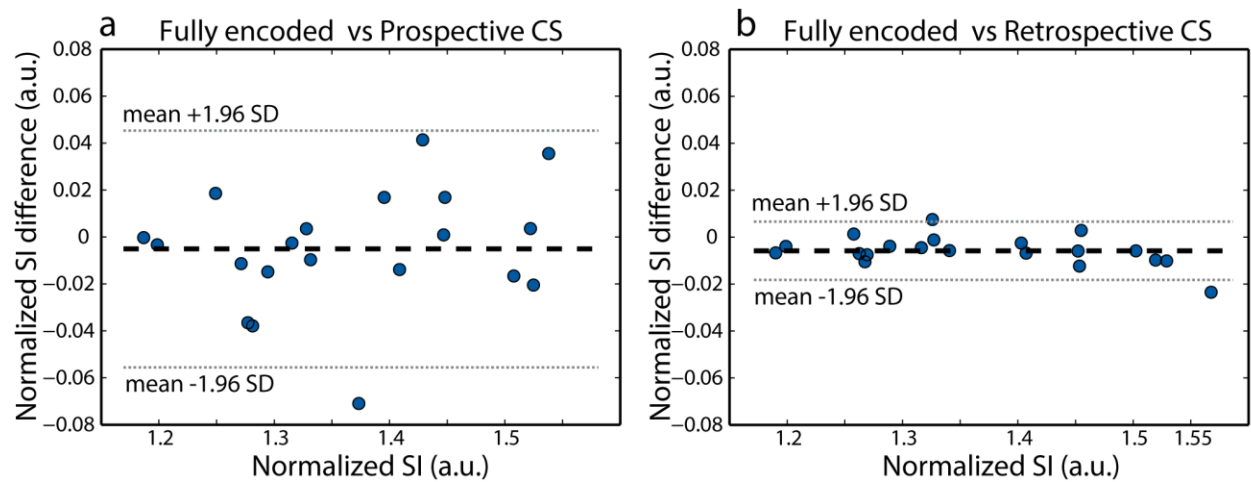 a Fully encoded vs Prospective CS
Normalized SI difference (a.u.)
0.08
0.06
0.04
0.02
0
−0.02
−0.04
−0.06
−0.08
mean +1.96 SD
mean -1.96 SD
1.2 1.3 1.4 1.5
Normalized SI (a.u.)
b Fully encoded vs Retrospective CS
Normalized SI difference (a.u.)
0.08
0.06
0.04
0.02
0
−0.02
−0.04
−0.06
−0.08
mean +1.96 SD
mean -1.96 SD
1.2 1.3 1.4 1.5 1.55
Normalized SI (a.u.)